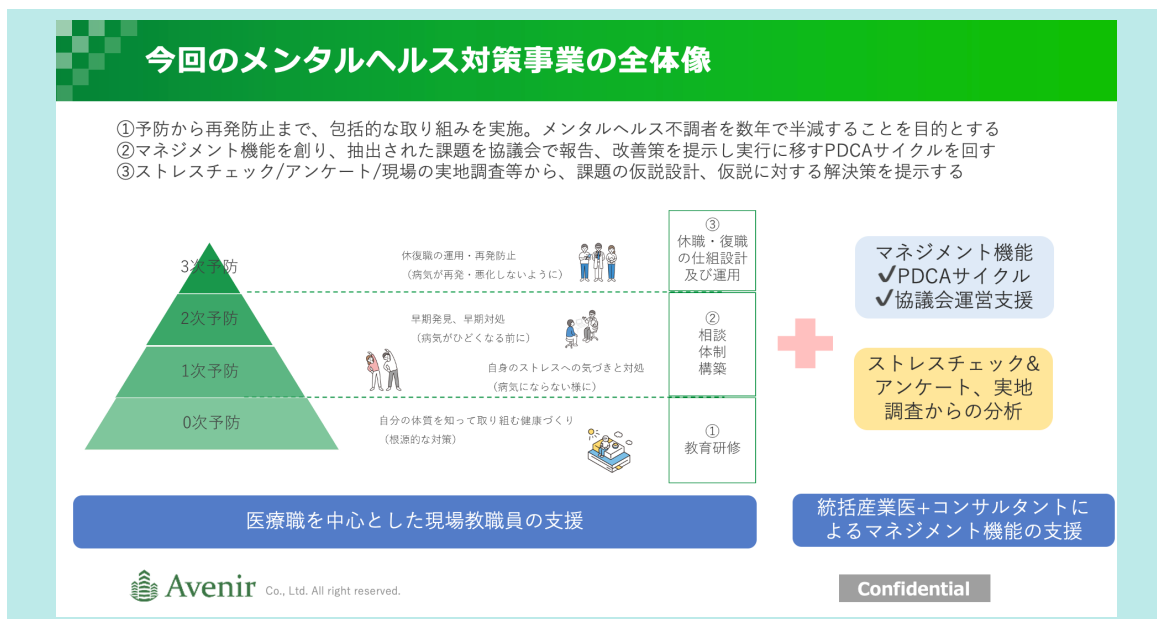 今回のメンタルヘルス対策事業の全体像
①予防から再発防止まで、包括的な取り組みを実施。メンタルヘルス不調者を数年で半減することを目的とする
②マネジメント機能を創り、抽出された課題を協議会で報告、改善策を提示し実行に移すPDCAサイクルを回す
③ストレスチェック/アンケート/現場の実地調査等から、課題の仮説設計、仮説に対する解決策を提示する
3次予防
休復職の運用・再発防止
（病気が再発・悪化しないように）
③
休職・復職
の仕組設計
及び運用
2次予防
早期発見、早期対処
（病気がひどくなる前に）
②
相談
体制
構築
1次予防
自身のストレスへの気づきと対処
（病気にならない様に）
0次予防
自分の体質を知って取り組む健康づくり
（根源的な対策）
①
教育研修
マネジメント機能
✓PDCAサイクル
✓協議会運営支援
ストレスチェック&
アンケート、実地
調査からの分析
医療職を中心とした現場教職員の支援
統括産業医+コンサルタントに
よるマネジメント機能の支援
Avenir Co., Ltd. All right reserved.
Confidential